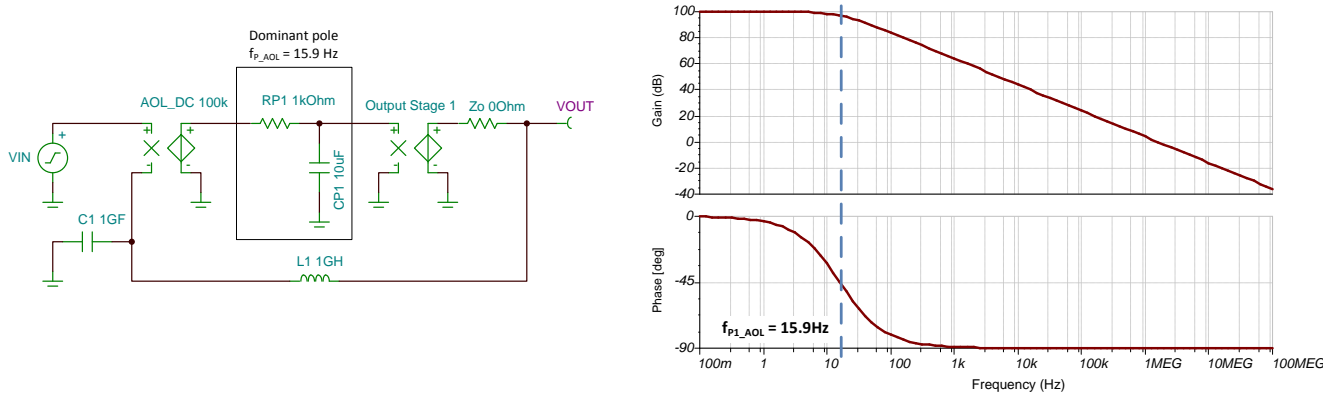 Dominant pole
fP_AOL = 15.9 Hz
AOL_DC 100k
RP1 1kOhm
Output Stage 1
Zo 0Ohm
VOUT
VIN
+
+
-
+
-
CP1 10uF
+
-
+
-
C1 1GF
L1 1GH
Gain (dB)
100
80
60
40
20
0
-20
-40
Phase [deg]
0
-45
-90
fP1_AOL = 15.9Hz
100m 1 10 100 1k 10k 100k 1MEG 10MEG 100MEG
Frequency (Hz)